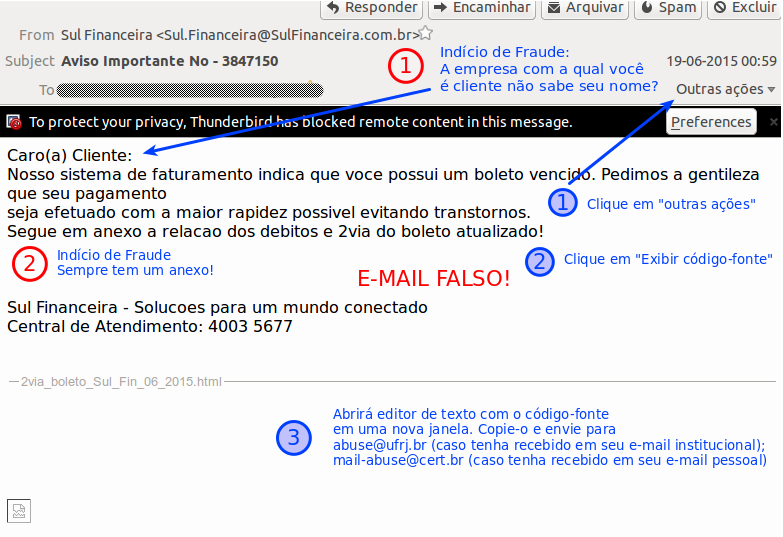 Responder Encaminhar Arquivar Spam Excluir
From Sul Financeira <Sul.Financeira@SulFinanceira.com.br>
Subject Aviso Importante No - 3847150
19-06-2015 00:59
To
Outras ações
1
Indício de Fraude:
A empresa com a qual você
é cliente não sabe seu nome?
To protect your privacy, Thunderbird has blocked remote content in this message.
Preferences
Caro(a) Cliente:
Nosso sistema de faturamento indica que voce possui um boleto vencido. Pedimos a gentileza
que seu pagamento
seja efetuado com a maior rapidez possivel evitando transtornos.
Segue em anexo a relacao dos debitos e 2via do boleto atualizado!
1 Clique em "outras ações"
2 Indício de Fraude
Sempre tem um anexo!
2 Clique em "Exibir código-fonte"
E-MAIL FALSO!
Sul Financeira - Solucoes para um mundo conectado
Central de Atendimento: 4003 5677
2via_boleto_Sul_Fin_06_2015.html
3
Abrirá editor de texto com o código-fonte
em uma nova janela. Copie-o e envie para
abuse@ufrj.br (caso tenha recebido em seu e-mail institucional);
mail-abuse@cert.br (caso tenha recebido em seu e-mail pessoal)